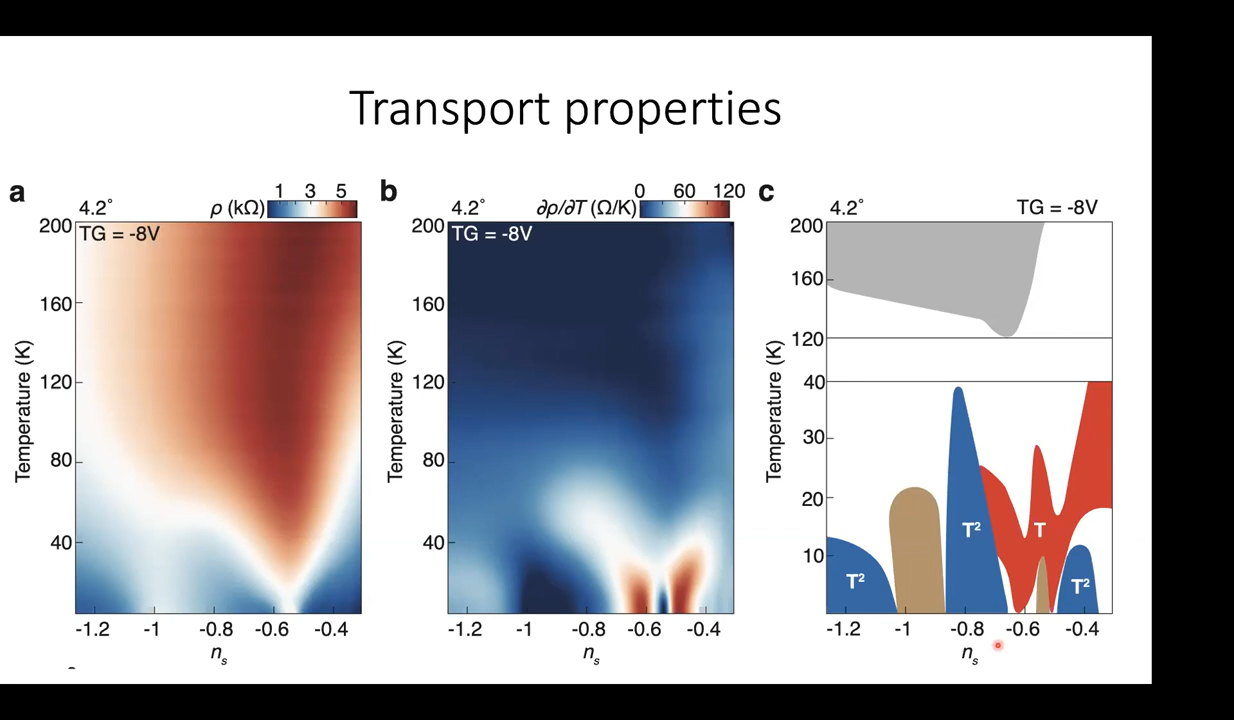 Transport properties
a
4.2°
ρ (kΩ)
1 3 5
TG = -8V
200
160
120
80
40
Temperature (K)
-1.2 -1 -0.8 -0.6 -0.4
ns
b
4.2°
∂ρ/∂T (Ω/K)
0 60 120
TG = -8V
200
160
120
80
40
Temperature (K)
-1.2 -1 -0.8 -0.6 -0.4
ns
c
4.2°
TG = -8V
200
160
120
40
30
20
10
Temperature (K)
T²
T²
T
T²
-1.2 -1 -0.8 -0.6 -0.4
ns